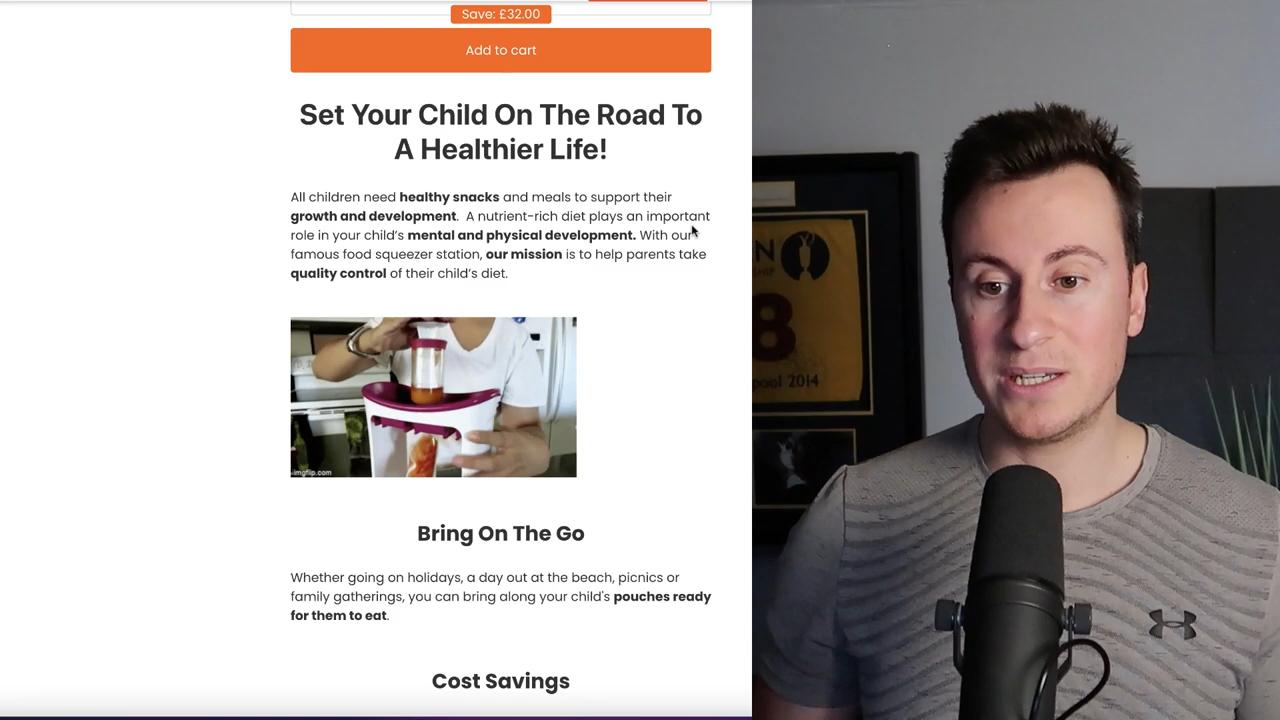 Save: £32.00
Add to cart
Set Your Child On The Road To
A Healthier Life!
All children need healthy snacks and meals to support their
growth and development.  A nutrient-rich diet plays an important
role in your child’s mental and physical development. With our
famous food squeezer station, our mission is to help parents take
quality control of their child’s diet.
imgflip.com
Bring On The Go
Whether going on holidays, a day out at the beach, picnics or
family gatherings, you can bring along your child's pouches ready
for them to eat.
Cost Savings
N
8
pool 2014